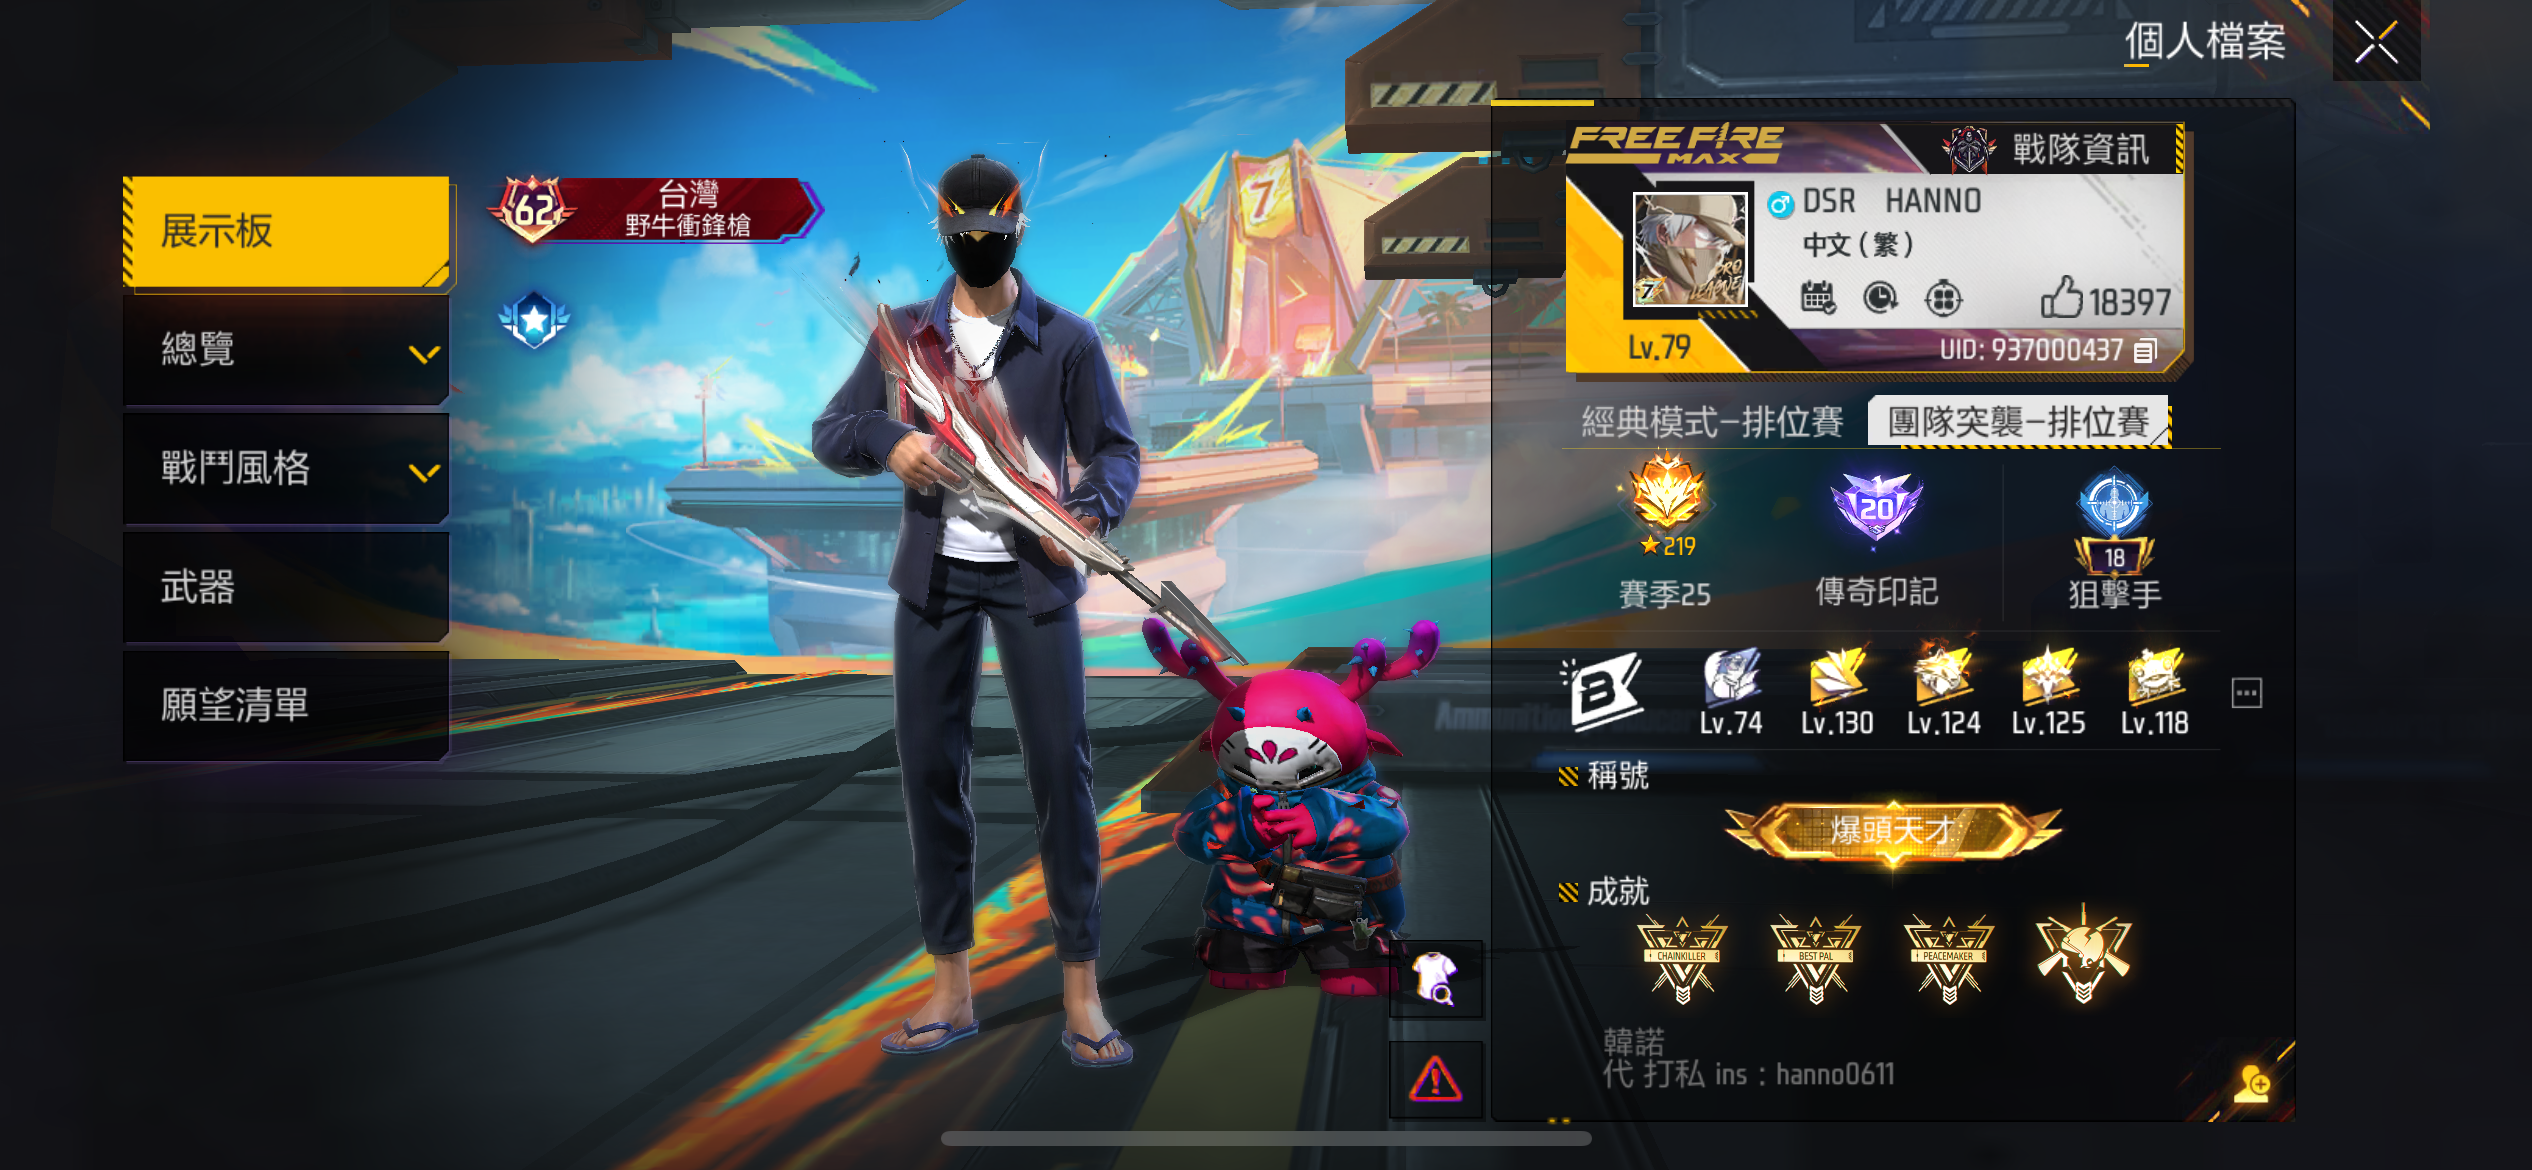 個人檔案
展示板
總覽
戰鬥風格
武器
願望清單
62
台灣
野牛衝鋒槍
7
FREE FIRE
MAX
戰隊資訊
DSR HANNO
中文(繁)
PRO
LEAGUE
7
18397
Lv.79
UID: 937000437
經典模式-排位賽
團隊突襲-排位賽
219
20
18
賽季25
傳奇印記
狙擊手
B
Lv.74
Lv.130
Lv.124
Lv.125
Lv.118
稱號
爆頭天才
成就
CHAINKILLER
BEST PAL
PEACEMAKER
韓諾
代 打私 ins : hanno0611